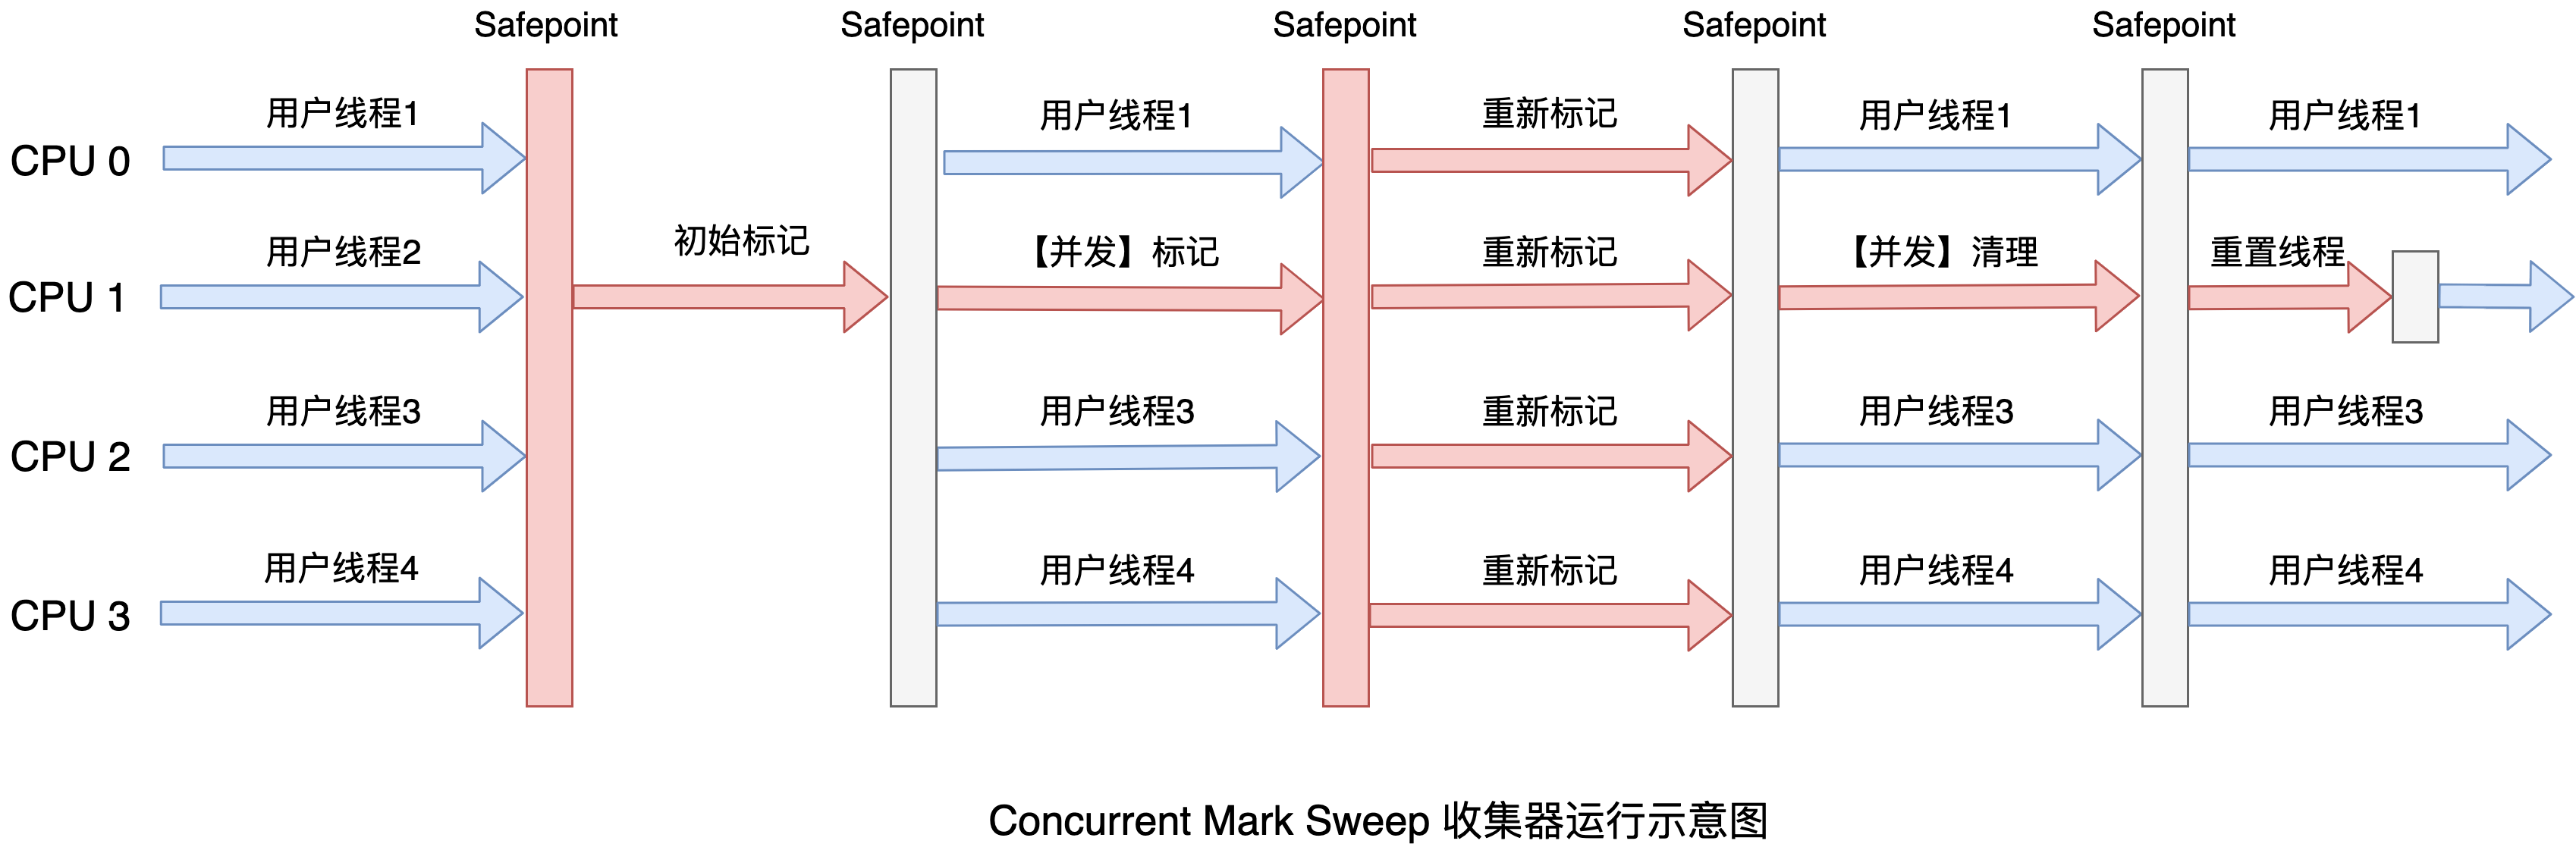 Safepoint
Safepoint
Safepoint
Safepoint
Safepoint
CPU 0
用户线程1
用户线程1
重新标记
用户线程1
用户线程1
CPU 1
用户线程2
初始标记
【并发】标记
重新标记
【并发】清理
重置线程
CPU 2
用户线程3
用户线程3
重新标记
用户线程3
用户线程3
CPU 3
用户线程4
用户线程4
重新标记
用户线程4
用户线程4
Concurrent Mark Sweep 收集器运行示意图